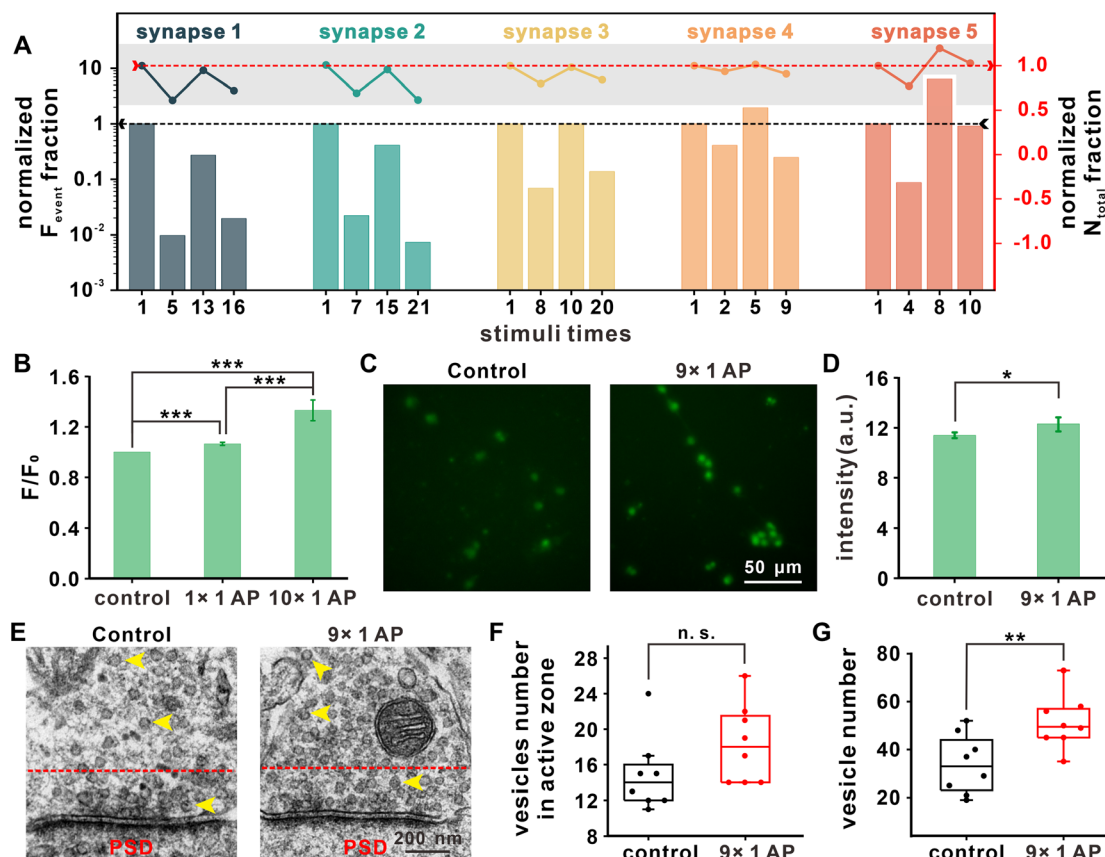 A
synapse 1 synapse 2 synapse 3 synapse 4 synapse 5
normalized
F_event fraction
10
1
0.1
10⁻²
10⁻³
1 5 13 16 1 7 15 21 1 8 10 20 1 2 5 9 1 4 8 10
stimuli times
1.0
0.5
0.0
-0.5
-1.0
normalized
N_total fraction
B
F/F₀
1.6
1.2
0.8
0.4
0.0
***
***
***
control 1× 1 AP 10× 1 AP
C
Control 9× 1 AP
50 μm
D
intensity(a.u.)
16
12
8
4
0
*
control 9× 1 AP
E
Control 9× 1 AP
PSD PSD
200 nm
F
vesicles number
in active zone
28
24
20
16
12
8
n. s.
control 9× 1 AP
G
vesicle number
80
60
40
20
**
control 9× 1 AP